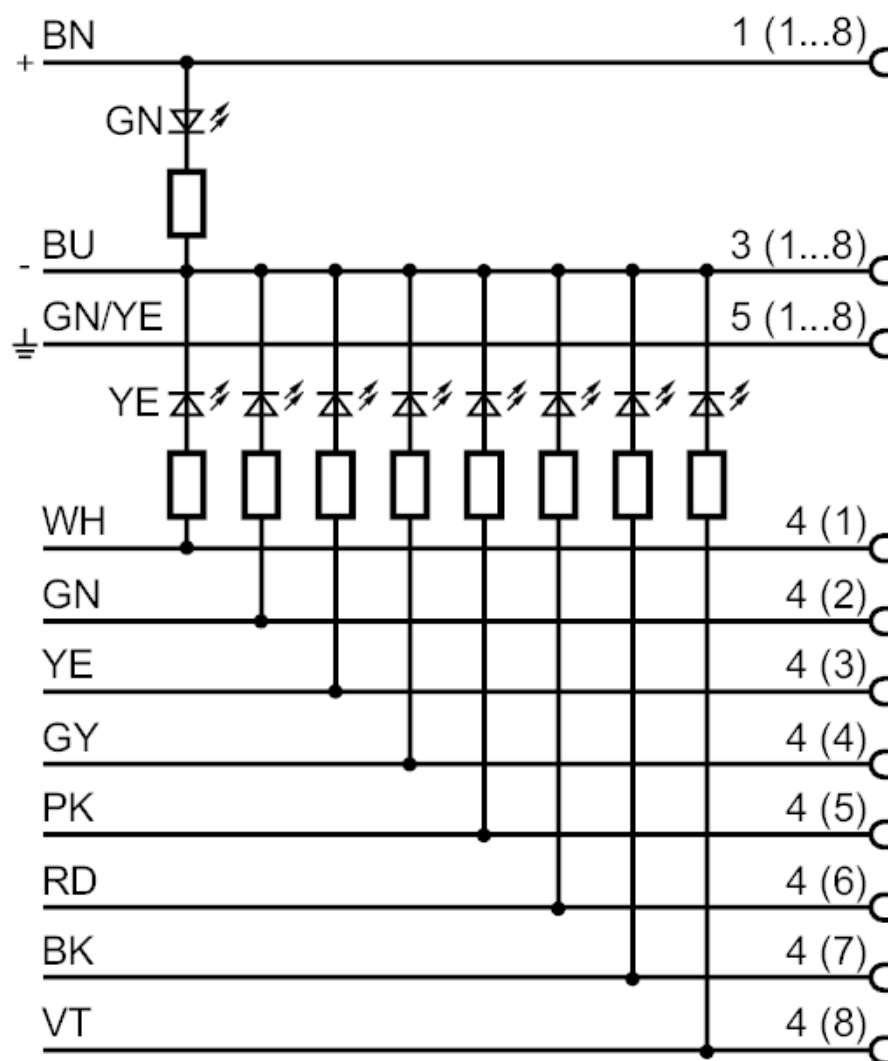 BN 1 (1...8)
+
GN
BU 3 (1...8)
-
GN/YE 5 (1...8)
YE
WH 4 (1)
GN 4 (2)
YE 4 (3)
GY 4 (4)
PK 4 (5)
RD 4 (6)
BK 4 (7)
VT 4 (8)